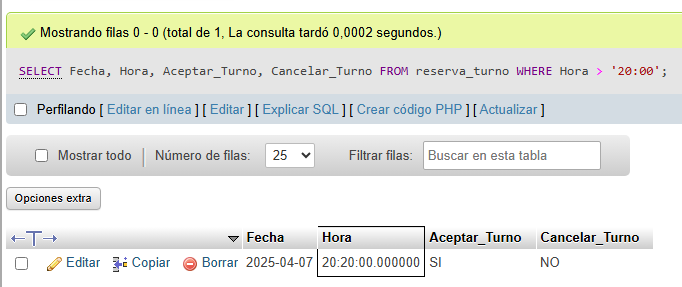 Mostrando filas 0 - 0 (total de 1, La consulta tardó 0,0002 segundos.)
SELECT Fecha, Hora, Aceptar_Turno, Cancelar_Turno FROM reserva_turno WHERE Hora > '20:00';
Perfilando [ Editar en línea ] [ Editar ] [ Explicar SQL ] [ Crear código PHP ] [ Actualizar ]
Mostrar todo Número de filas: 25 Filtrar filas: Buscar en esta tabla
Opciones extra
←T→ Fecha Hora Aceptar_Turno Cancelar_Turno
Editar Copiar Borrar 2025-04-07 20:20:00.000000 SI NO